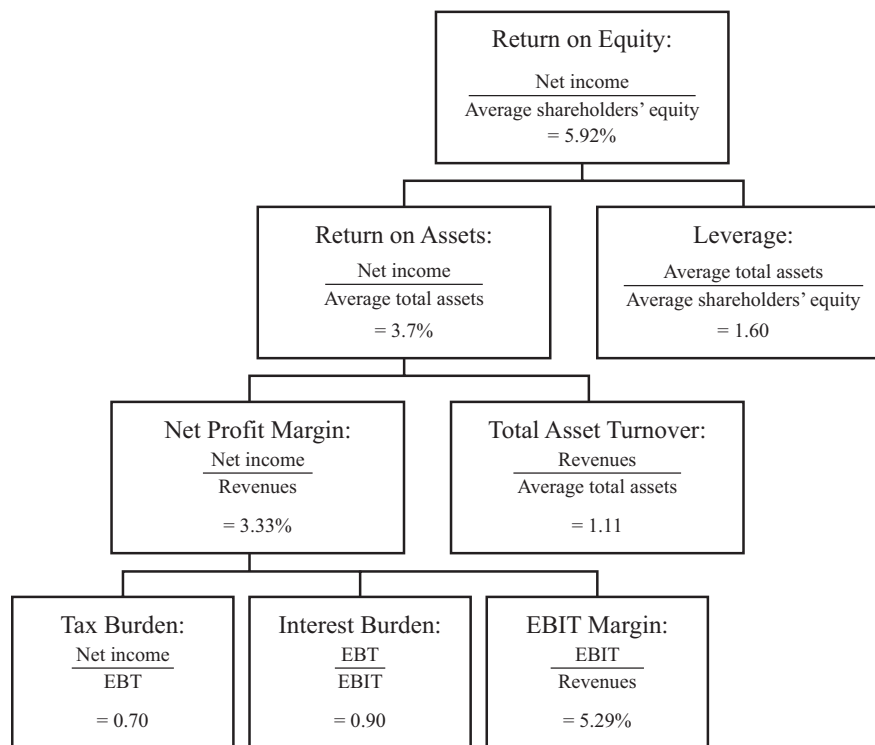 Return on Equity:
Net income
Average shareholders’ equity
= 5.92%
Return on Assets:
Net income
Average total assets
= 3.7%
Leverage:
Average total assets
Average shareholders’ equity
= 1.60
Net Profit Margin:
Net income
Revenues
= 3.33%
Total Asset Turnover:
Revenues
Average total assets
= 1.11
Tax Burden:
Net income
EBT
= 0.70
Interest Burden:
EBT
EBIT
= 0.90
EBIT Margin:
EBIT
Revenues
= 5.29%